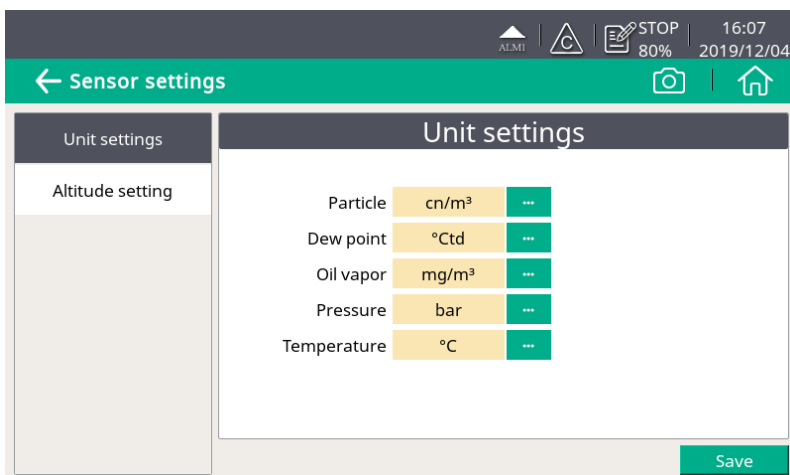 ALMI
C
STOP
80%
16:07
2019/12/04
Sensor settings
Unit settings
Altitude setting
Unit settings
Particle cn/m³ ...
Dew point °Ctd ...
Oil vapor mg/m³ ...
Pressure bar ...
Temperature °C ...
Save